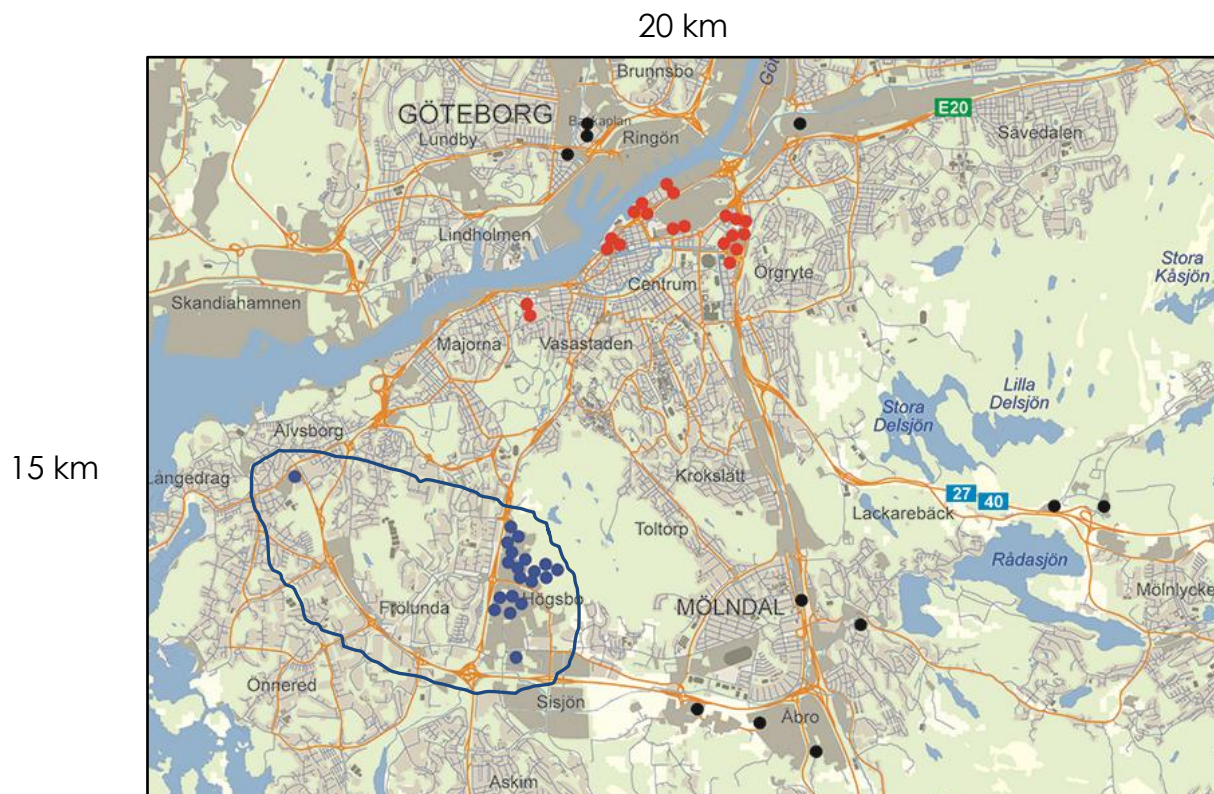 20 km
Brunnsbo
Göt
GÖTEBORG
E20
Backaplan
Lundby
Ringön
Sävedalen
Lindholmen
Stora
Kåsjön
Örgryte
Centrum
Skandiahamnen
Majorna
Vasastaden
Lilla
Delsjön
Stora
Delsjön
Älvsborg
15 km
Långedrag
Krokslätt
27
40
Lackarebäck
Toltorp
Rådasjön
Mölnlycke
Högsbo
Frölunda
MÖLNDAL
Önnered
Sisjön
Åbro
Askim